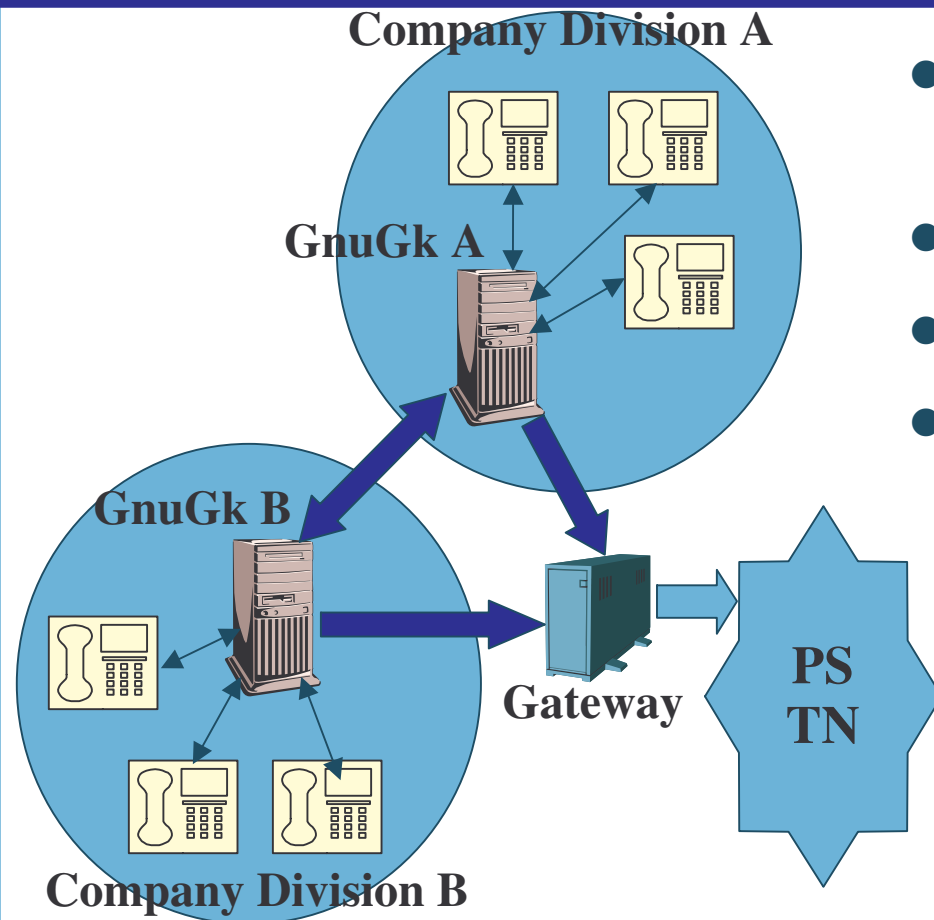 Company Division A
GnuGk A
GnuGk B
Gateway
PS
TN
Company Division B